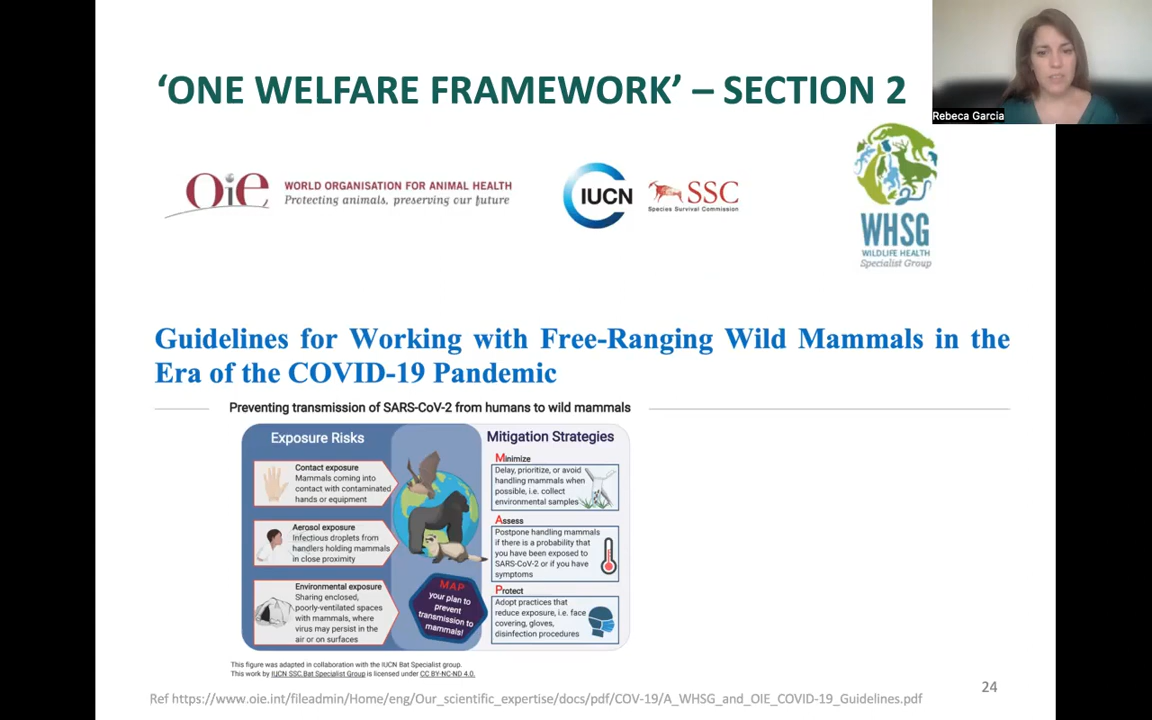 ‘ONE WELFARE FRAMEWORK’ – SECTION 2
Rebeca Garcia
OiE
WORLD ORGANISATION FOR ANIMAL HEALTH
Protecting animals, preserving our future
IUCN
SSC
Species Survival Commission
WHSG
WILDLIFE HEALTH
Specialist Group
Guidelines for Working with Free-Ranging Wild Mammals in the
Era of the COVID-19 Pandemic
Preventing transmission of SARS-CoV-2 from humans to wild mammals
Exposure Risks
Contact exposure
Mammals coming into
contact with contaminated
hands or equipment
Aerosol exposure
Infectious droplets from
handlers holding mammals
in close proximity
Environmental exposure
Sharing enclosed,
poorly-ventilated spaces
with mammals, where
virus may persist in the
air or on surfaces
MAP
your plan to
prevent
transmission to
mammals!
Mitigation Strategies
Minimize
Delay, prioritize, or avoid
handling mammals when
possible, i.e. collect
environmental samples
Assess
Postpone handling mammals
if there is a probability that
you have been exposed to
SARS-CoV-2 or if you have
symptoms
Protect
Adopt practices that
reduce exposure, i.e. face
covering, gloves,
disinfection procedures
This figure was adapted in collaboration with the IUCN Bat Specialist group.
This work by IUCN SSC Bat Specialist Group is licensed under CC BY-NC-ND 4.0.
24
Ref https://www.oie.int/fileadmin/Home/eng/Our_scientific_expertise/docs/pdf/COV-19/A_WHSG_and_OIE_COVID-19_Guidelines.pdf